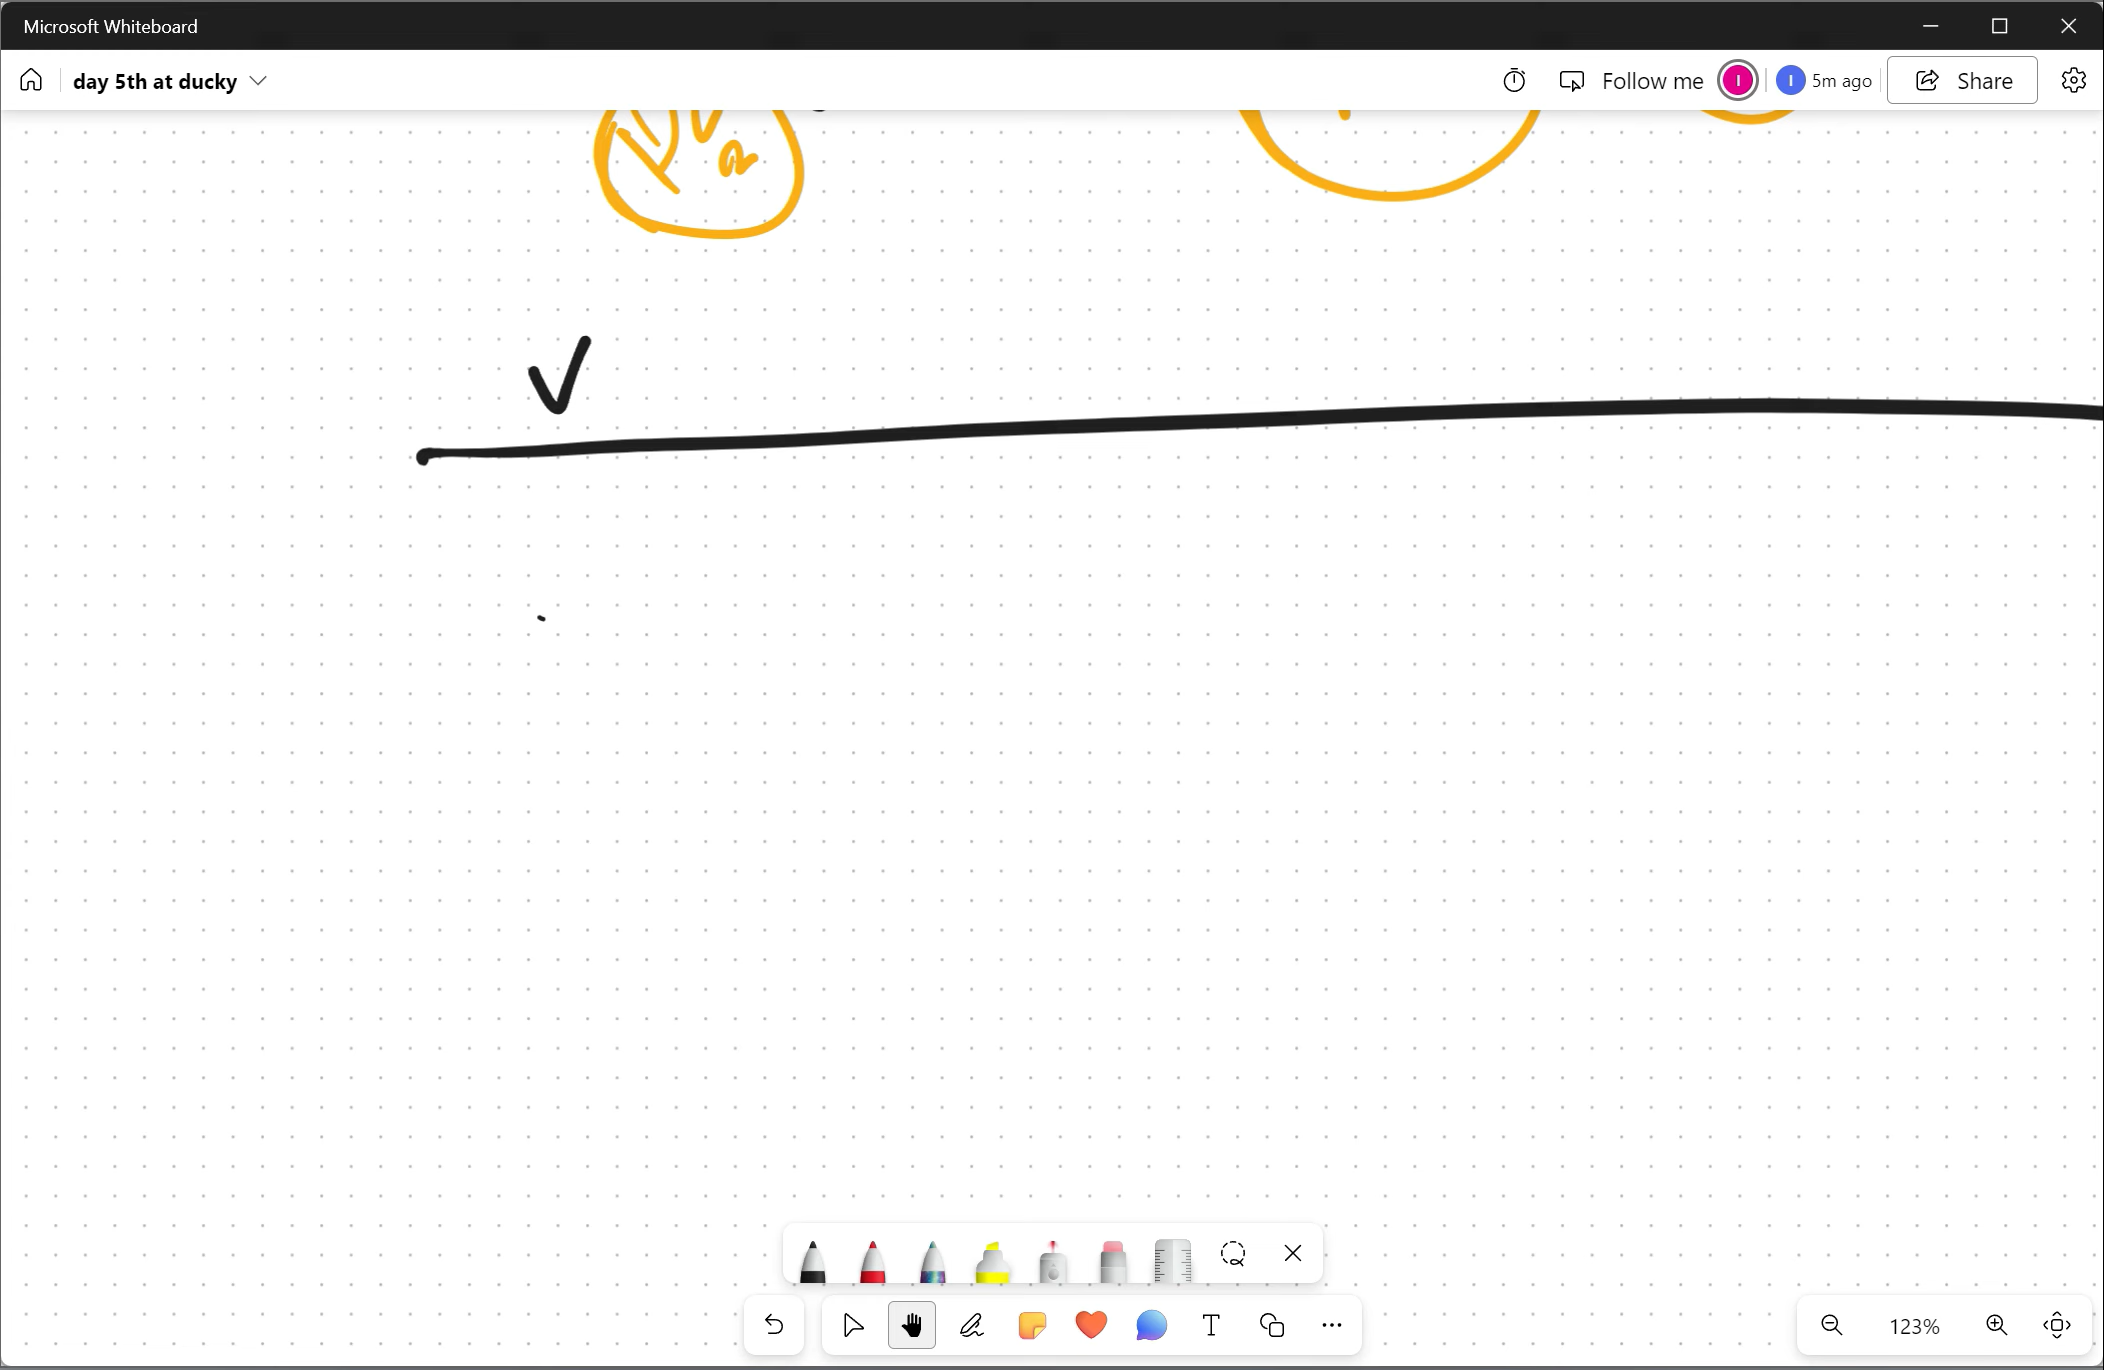 Microsoft Whiteboard
day 5th at ducky
Follow me
I
I
5m ago
Share
T
123%